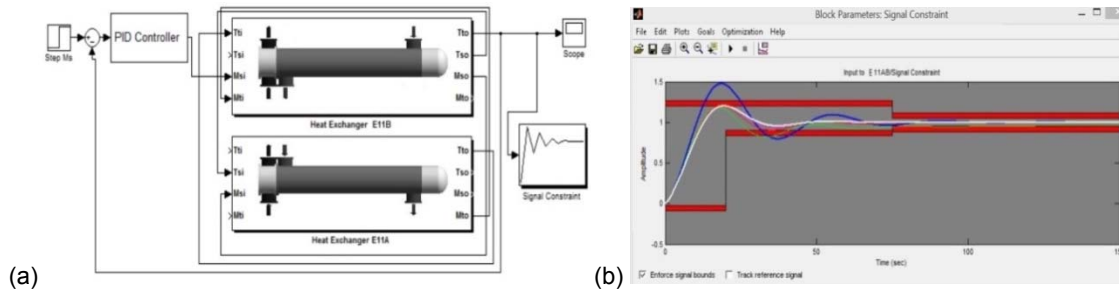 (a)
Step Ms
PID Controller
Tti
Tsi
Msi
Mti
Tto
Tso
Mso
Mto
Heat Exchanger E11B
Scope
Tti
Tsi
Msi
Mti
Tto
Tso
Mso
Mto
Heat Exchanger E11A
Signal Constraint
(b)
Block Parameters: Signal Constraint
File Edit Plots Goals Optimization Help
Input to E 11AB/Signal Constraint
Amplitude
1.5
1
0.5
0
-0.5
0 50 100 150
Time (sec)
Enforce signal bounds Track reference signal